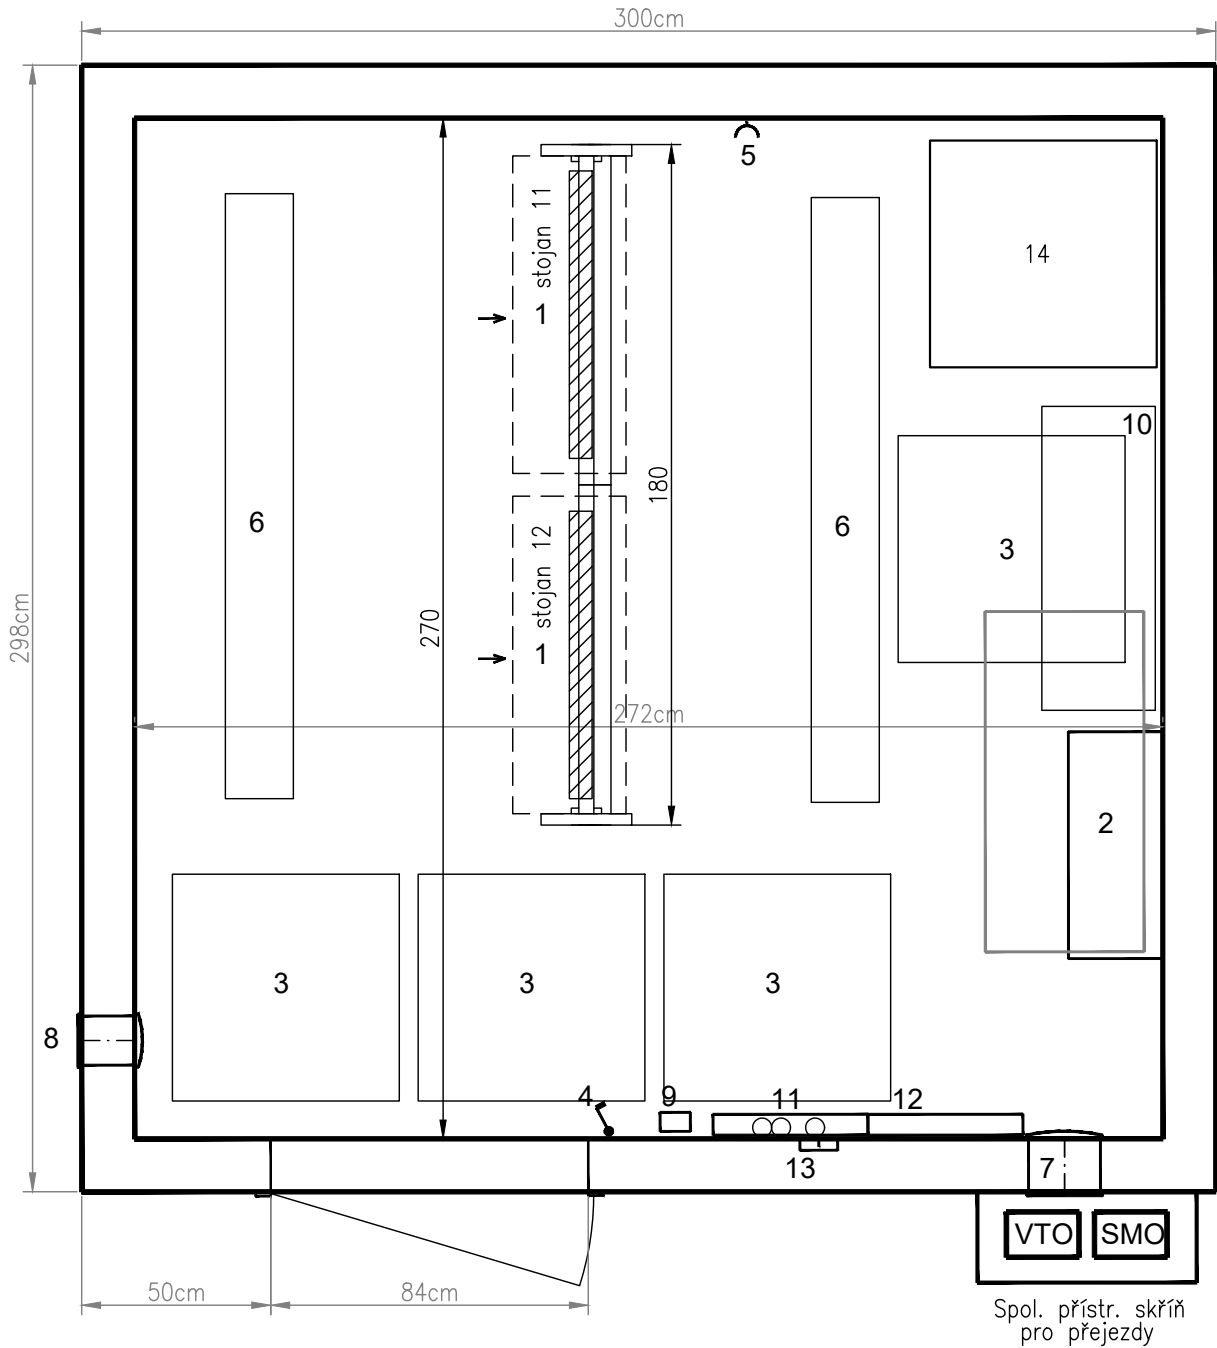 300cm
5
stojan 11
1
14
10
180
6
6
3
stojan 12
1
270
298cm
272cm
2
3
3
3
8
4
9
11
12
13
7
VTO
SMO
50cm
84cm
Spol. přístr. skříň
pro přejezdy